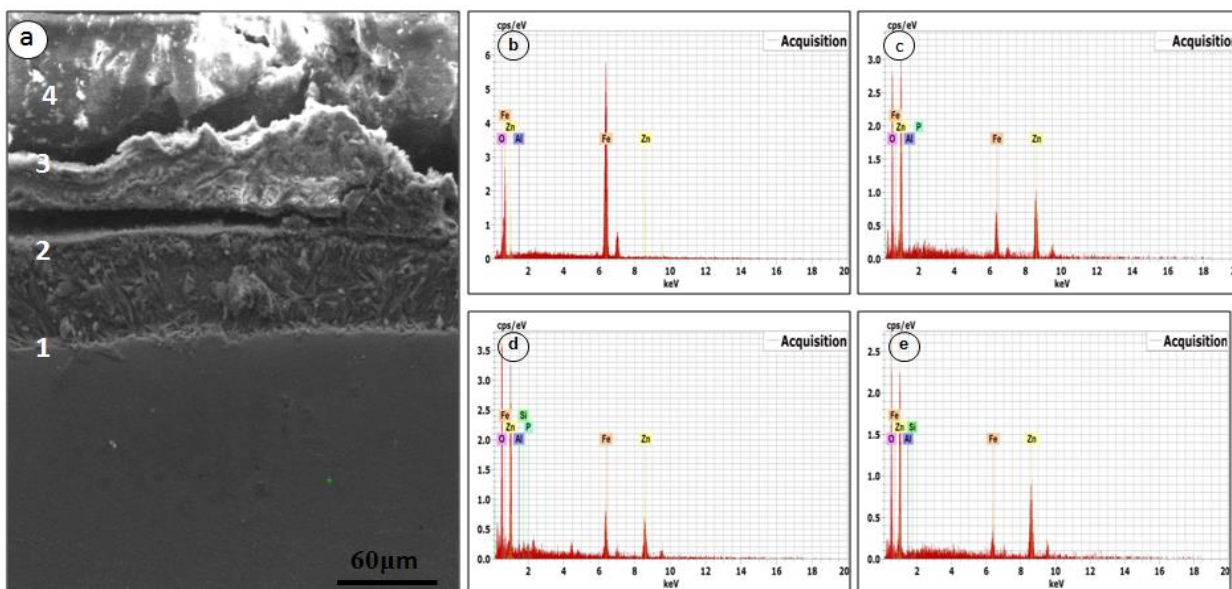 a
4
3
2
1
60µm
b
cps/eV
Acquisition
6
5
4
3
2
1
0
Fe
Zn
O Al Fe Zn
2 4 6 8 10 12 14 16 18 20
keV
c
cps/eV
Acquisition
3.0
2.5
2.0
1.5
1.0
0.5
0.0
Fe
Zn P
O Al Fe Zn
2 4 6 8 10 12 14 16 18 20
keV
d
cps/eV
Acquisition
3.5
3.0
2.5
2.0
1.5
1.0
0.5
0.0
Fe Si
Zn P
O Al Fe Zn
2 4 6 8 10 12 14 16 18 20
keV
e
cps/eV
Acquisition
2.5
2.0
1.5
1.0
0.5
0.0
Fe
Zn Si
O Al Fe Zn
2 4 6 8 10 12 14 16 18 20
keV